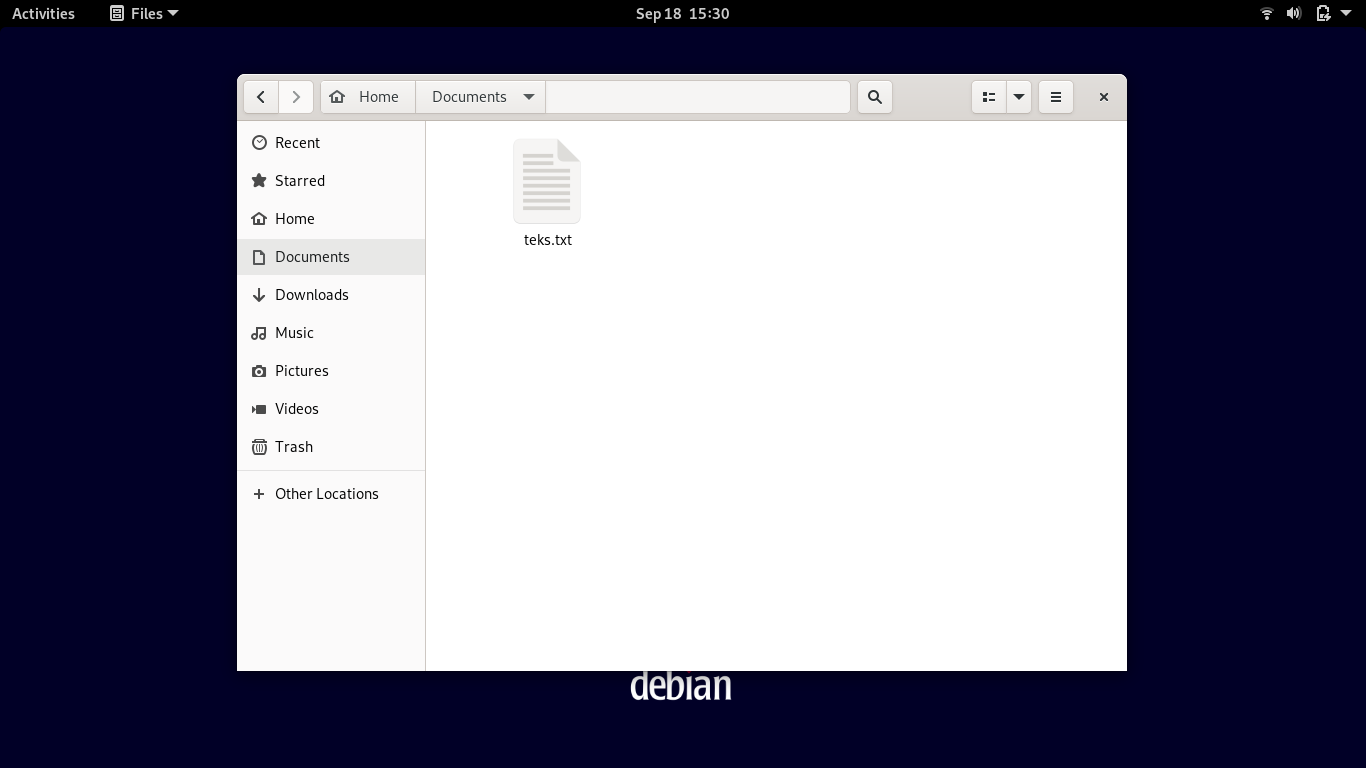 Activities Files Sep 18 15:30
Home Documents
Recent
Starred
Home
Documents
Downloads
Music
Pictures
Videos
Trash
Other Locations
teks.txt
debian